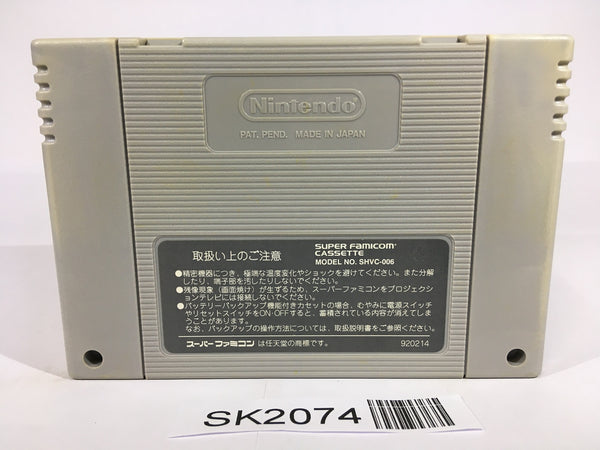 Nintendo
PAT. PEND. MADE IN JAPAN
取扱い上のご注意
SUPER FAMICOM
CASSETTE
MODEL NO. SHVC-006
●精密機器につき、極端な温度変化やショックを避けてください。また分解
したり、端子部を汚したりしないでください。
●残像現象(画面焼け)が生ずるため、スーパーファミコンをプロジェクシ
ョンテレビには接続しないでください。
●バッテリーバックアップ機能付きカセットの場合、むやみに電源スイッチ
やリセットスイッチをON・OFFすると、蓄積されている内容が消えてしま
うことがあります。
なお、バックアップの操作方法については、取扱説明書をご参照ください。
スーパーファミコン は任天堂の商標です。
920214
SK2074